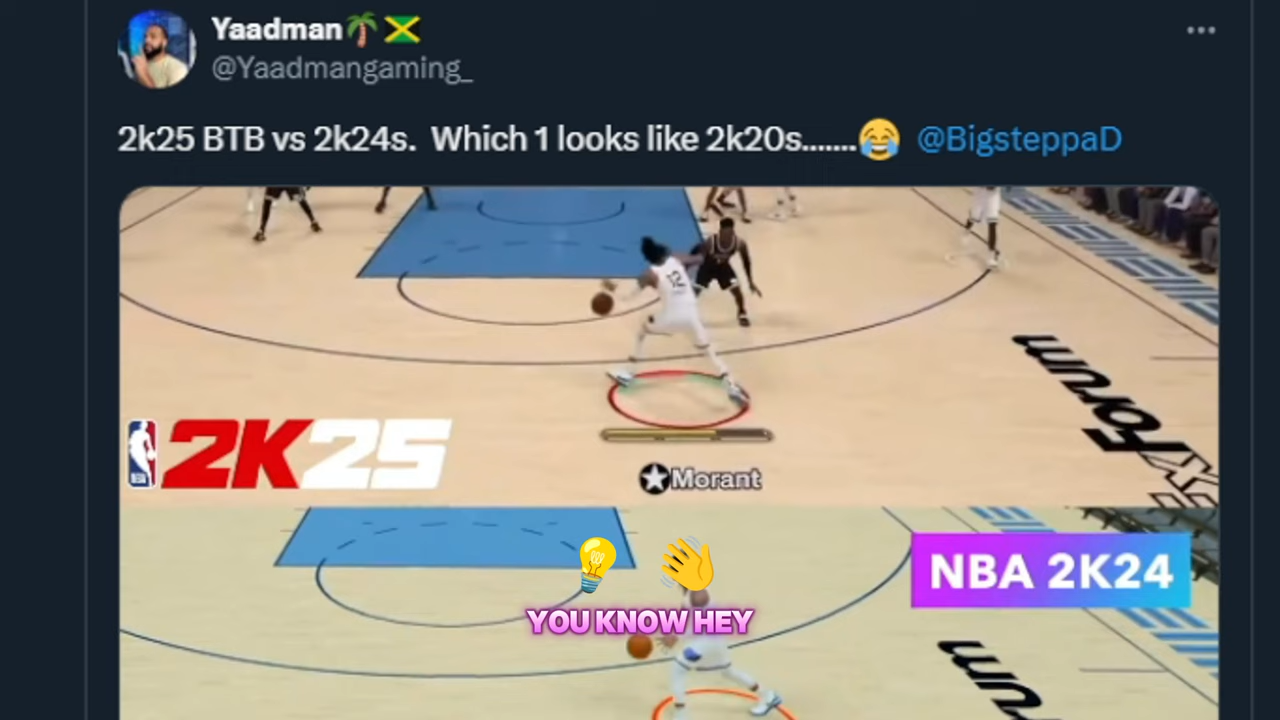 Yaadman🌴🇯🇲
@Yaadmangaming_
2k25 BTB vs 2k24s. Which 1 looks like 2k20s.......😂 @BigsteppaD
12
Forum
2K25
Morant
NBA 2K24
YOU KNOW HEY